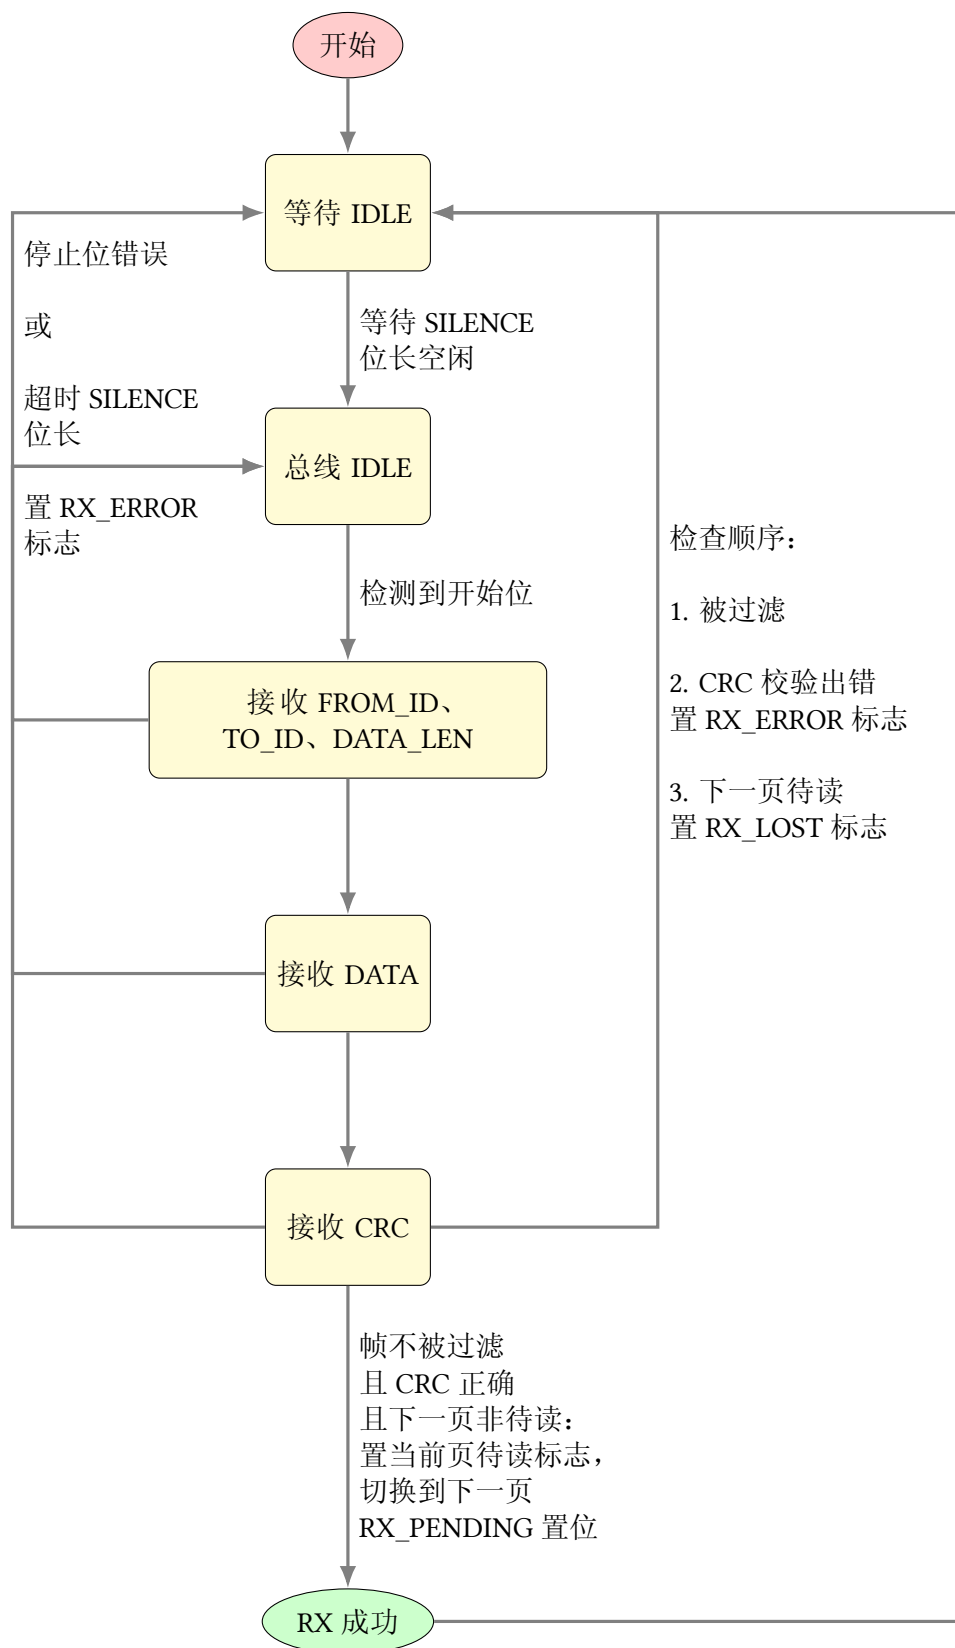 开始
等待 IDLE
停止位错误
或
超时 SILENCE
位长
等待 SILENCE
位长空闲
总线 IDLE
置 RX_ERROR
标志
检测到开始位
检查顺序：
1. 被过滤
2. CRC 校验出错
置 RX_ERROR 标志
3. 下一页待读
置 RX_LOST 标志
接收 FROM_ID、
TO_ID、DATA_LEN
接收 DATA
接收 CRC
帧不被过滤
且 CRC 正确
且下一页非待读：
置当前页待读标志，
切换到下一页
RX_PENDING 置位
RX 成功